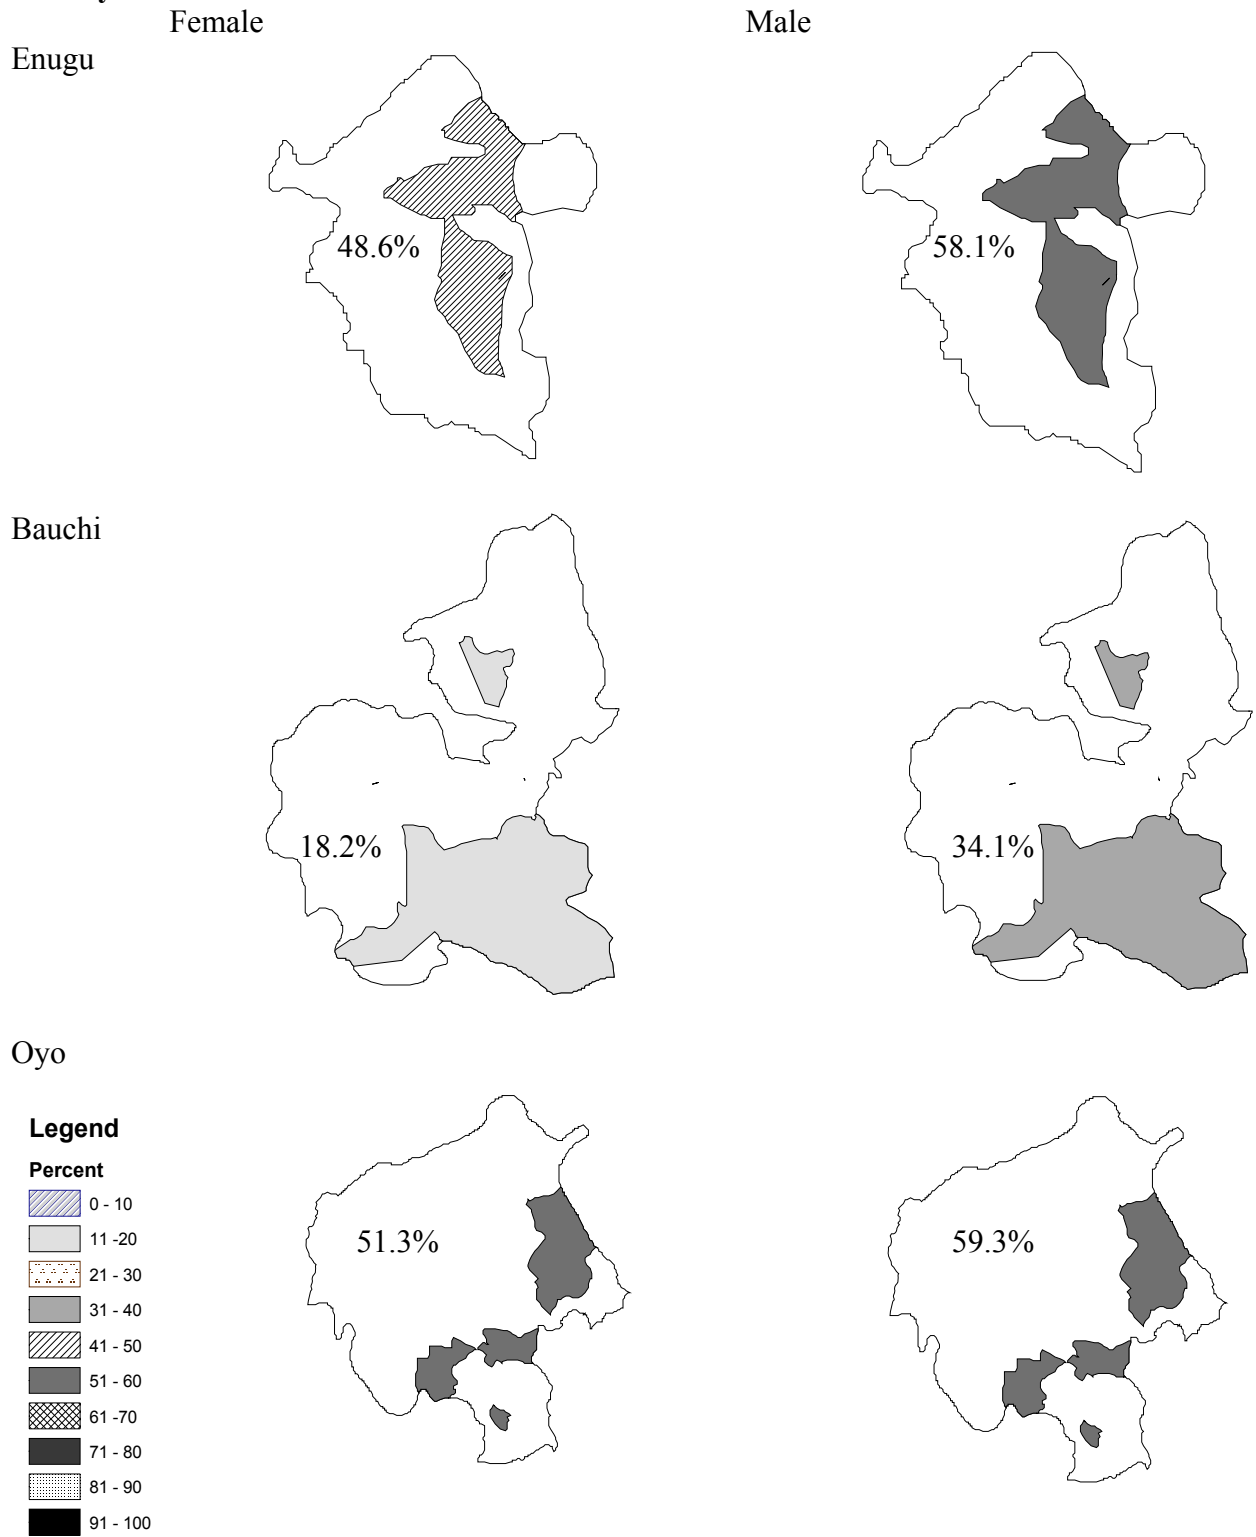 Female Male
Enugu
48.6% 58.1%
Bauchi
18.2% 34.1%
Oyo
51.3% 59.3%
Legend
Percent
0 - 10
11 -20
21 - 30
31 - 40
41 - 50
51 - 60
61 -70
71 - 80
81 - 90
91 - 100